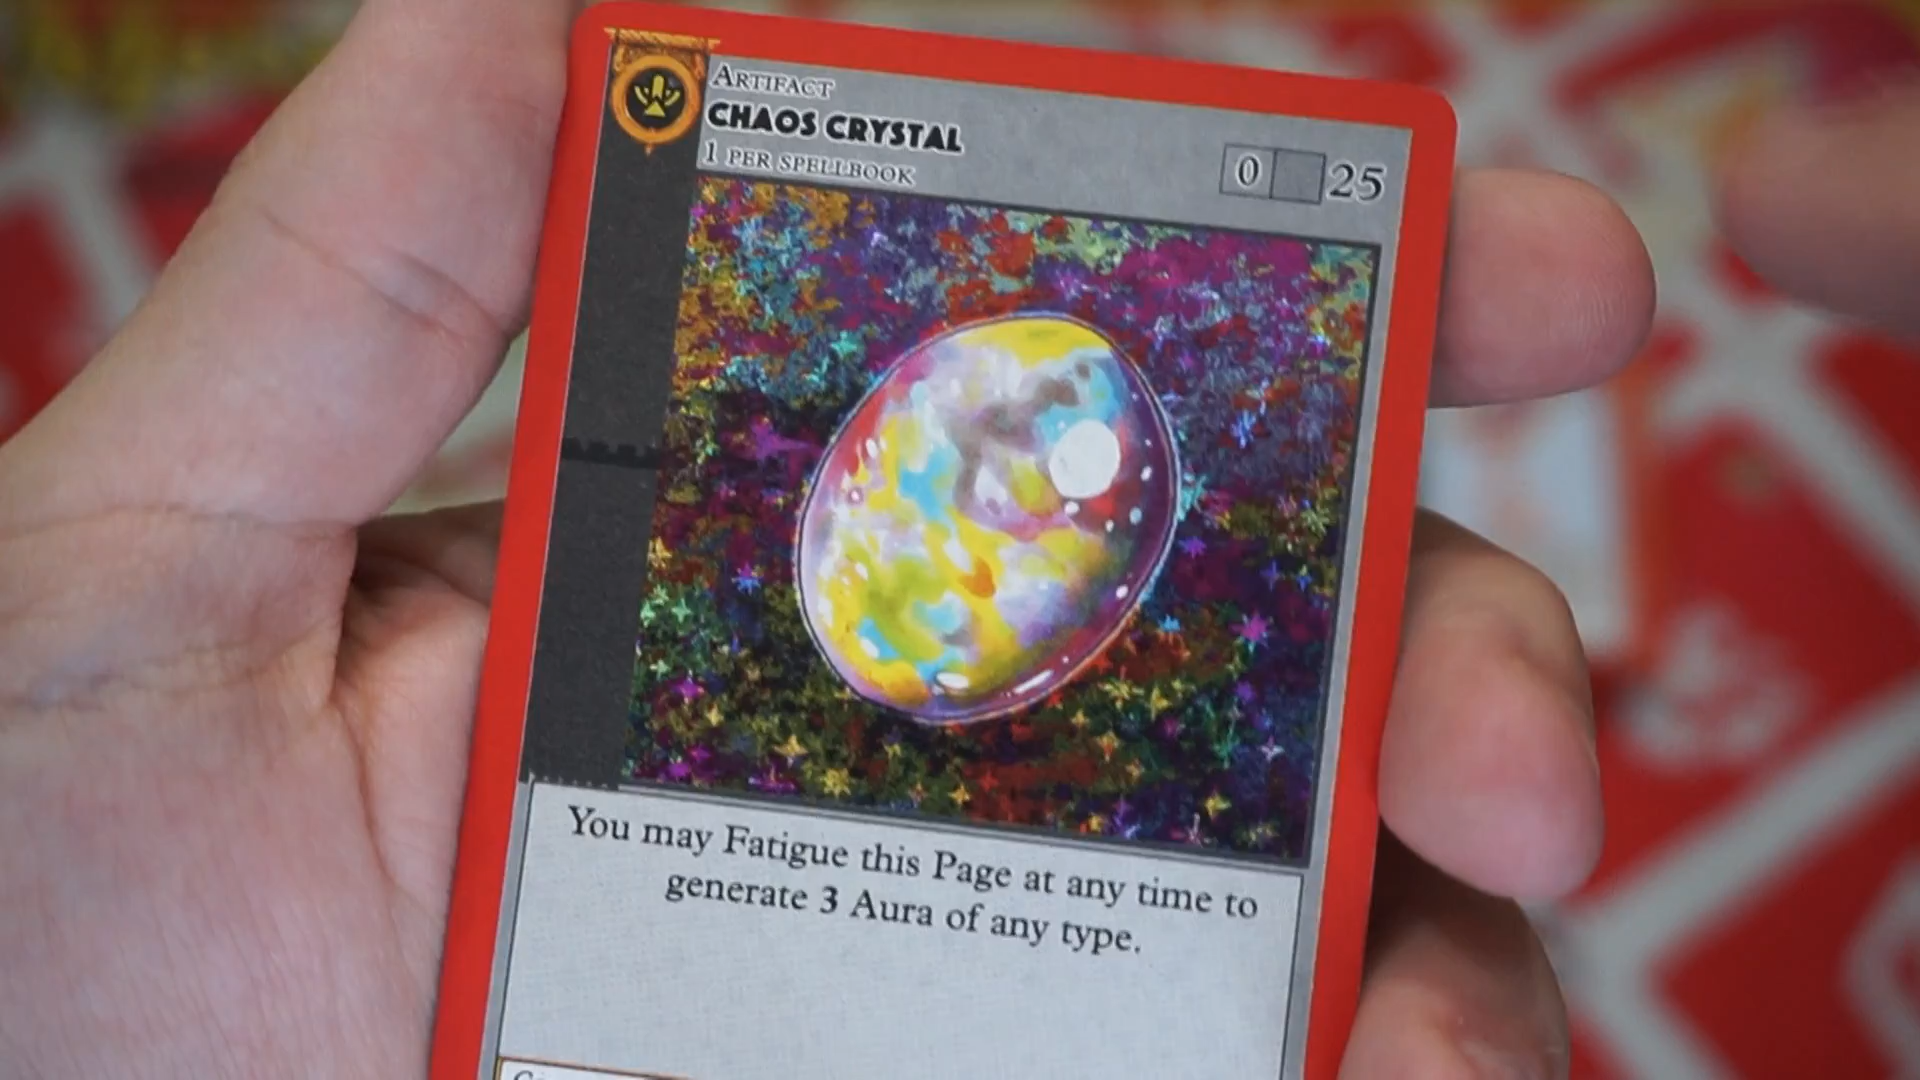 ARTIFACT
CHAOS CRYSTAL
1 PER SPELLBOOK
0 25
You may Fatigue this Page at any time to
generate 3 Aura of any type.